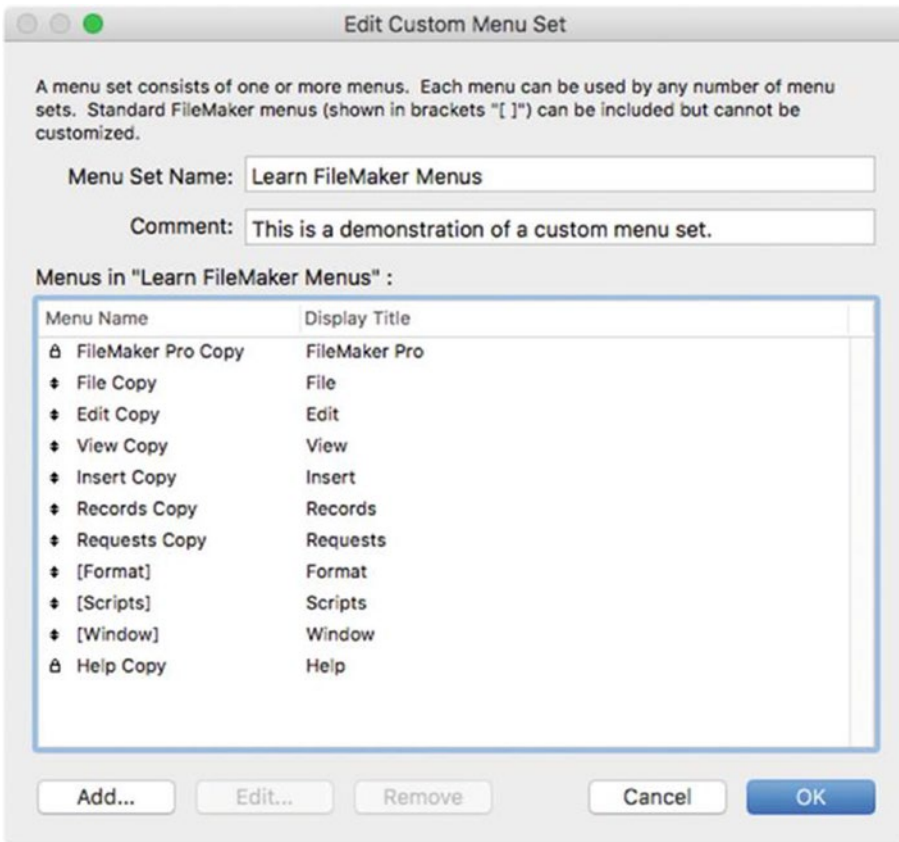 Edit Custom Menu Set
A menu set consists of one or more menus.  Each menu can be used by any number of menu
sets.  Standard FileMaker menus (shown in brackets "[ ]") can be included but cannot be
customized.
Menu Set Name: Learn FileMaker Menus
Comment: This is a demonstration of a custom menu set.
Menus in "Learn FileMaker Menus" :
Menu Name Display Title
FileMaker Pro Copy FileMaker Pro
File Copy File
Edit Copy Edit
View Copy View
Insert Copy Insert
Records Copy Records
Requests Copy Requests
[Format] Format
[Scripts] Scripts
[Window] Window
Help Copy Help
Add... Edit... Remove Cancel OK